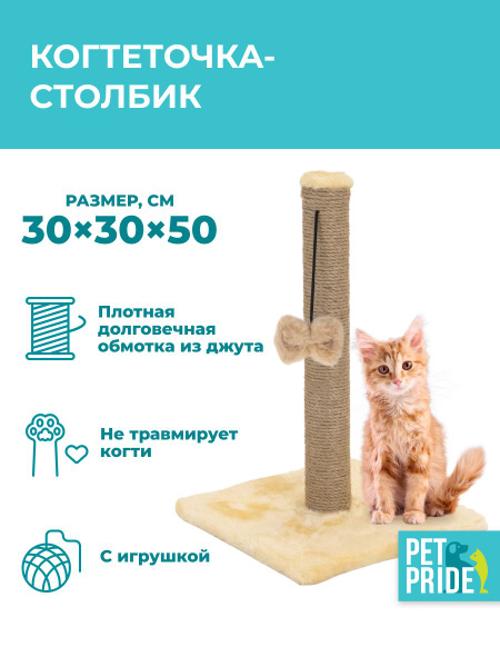 КОГТЕТОЧКА-
СТОЛБИК
РАЗМЕР, СМ
30×30×50
Плотная
долговечная
обмотка из джута
Не травмирует
когти
С игрушкой
PET
PRIDE